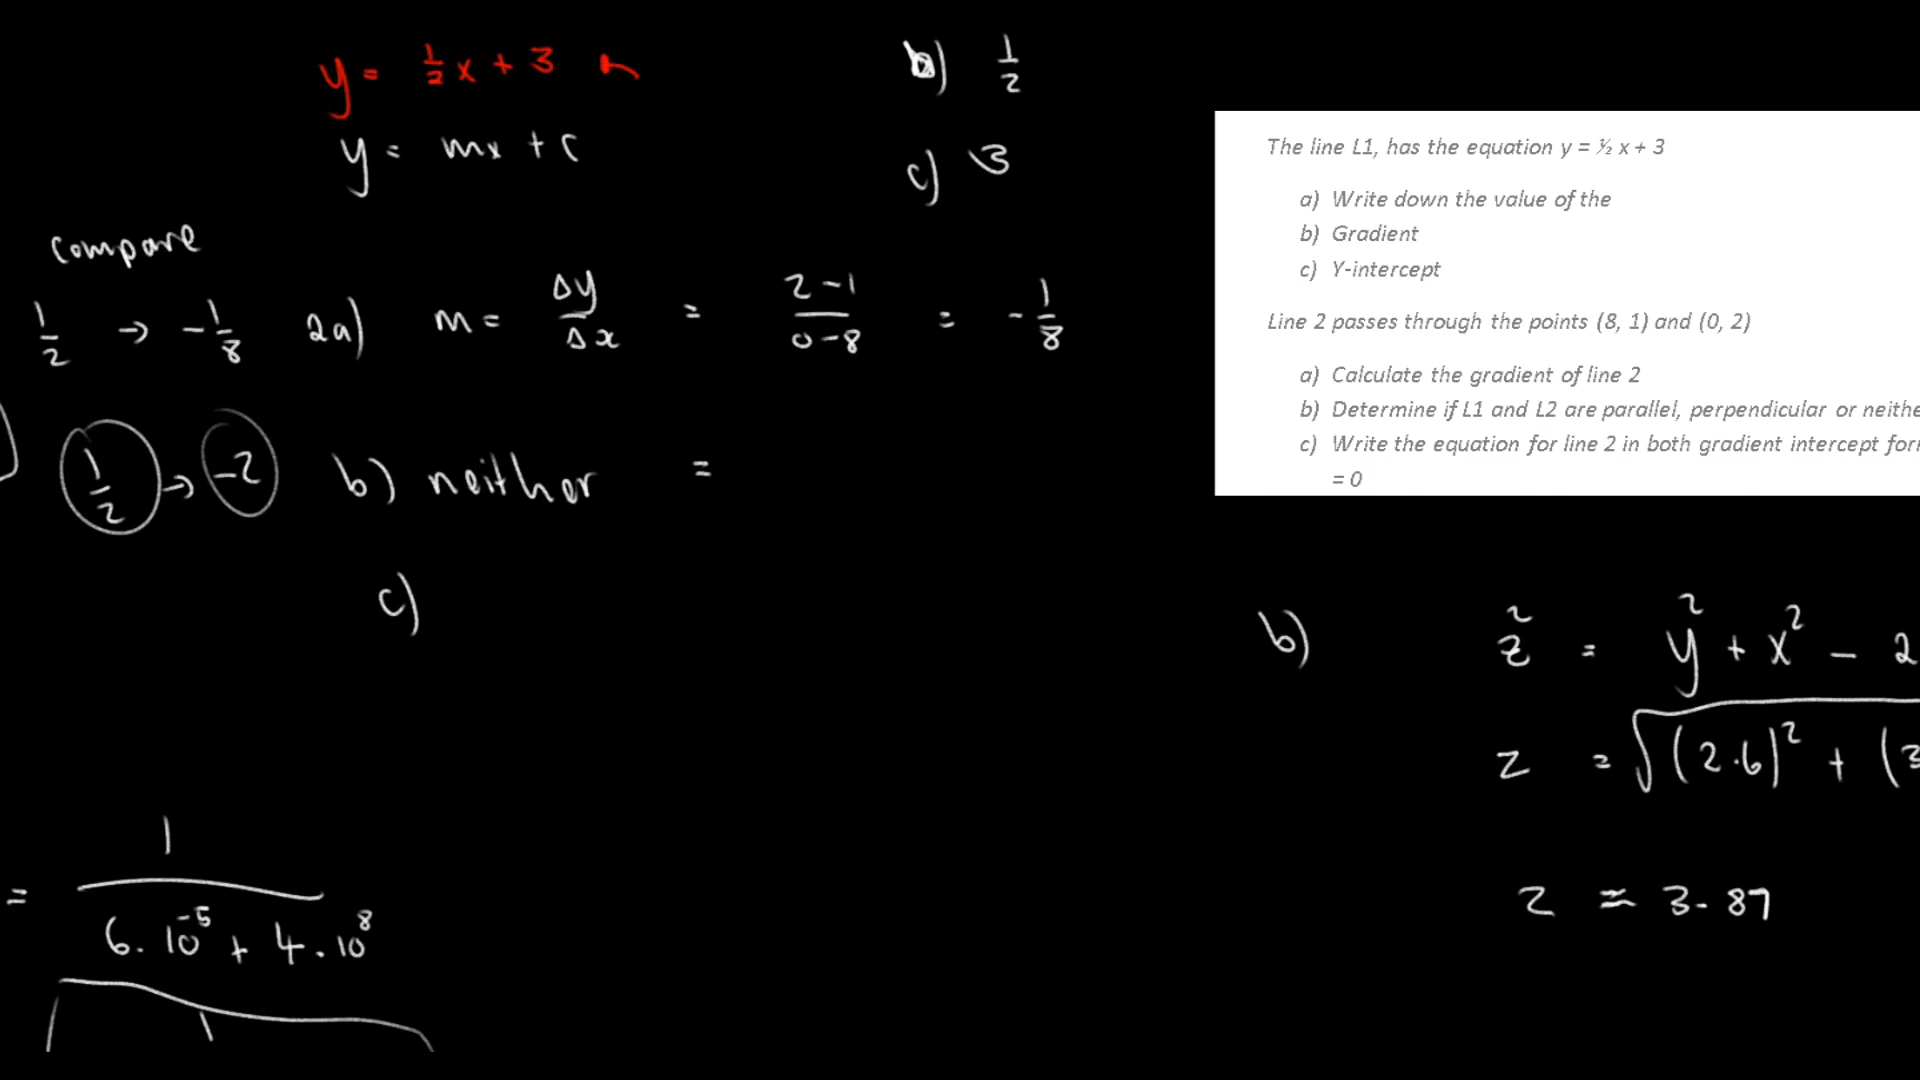 y = 1/2 x + 3
y = mx + c
b) 1/2
c) 3
compare
1/2 → -1/8
2a) m = Δy/Δx = 2-1/0-8 = -1/8
1/2 → -2
b) neither =
c)
= 1/6.10^-5 + 4.10^8
1
The line L1, has the equation y = ½ x + 3
a) Write down the value of the
b) Gradient
c) Y-intercept
Line 2 passes through the points (8, 1) and (0, 2)
a) Calculate the gradient of line 2
b) Determine if L1 and L2 are parallel, perpendicular or neithe
c) Write the equation for line 2 in both gradient intercept for
= 0
b) z² = y² + x² - 2
z = √(2.6)² + (3
z ≈ 3.87